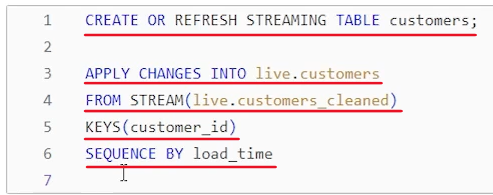 1 CREATE OR REFRESH STREAMING TABLE customers;
2
3 APPLY CHANGES INTO live.customers
4 FROM STREAM(live.customers_cleaned)
5 KEYS(customer_id)
6 SEQUENCE BY load_time
7